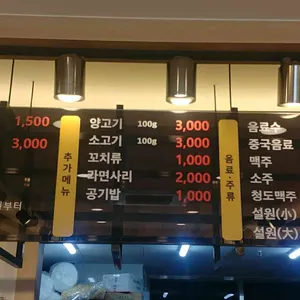 1,500
3,000
부터
추가메뉴
양고기 100g 3,000
소고기 100g 3,000
꼬치류 1,000
라면사리 2,000
공기밥 1,000
음료·주류
음료수
중국음료
맥주
소주
청도맥주
설원(小)
설원(大)